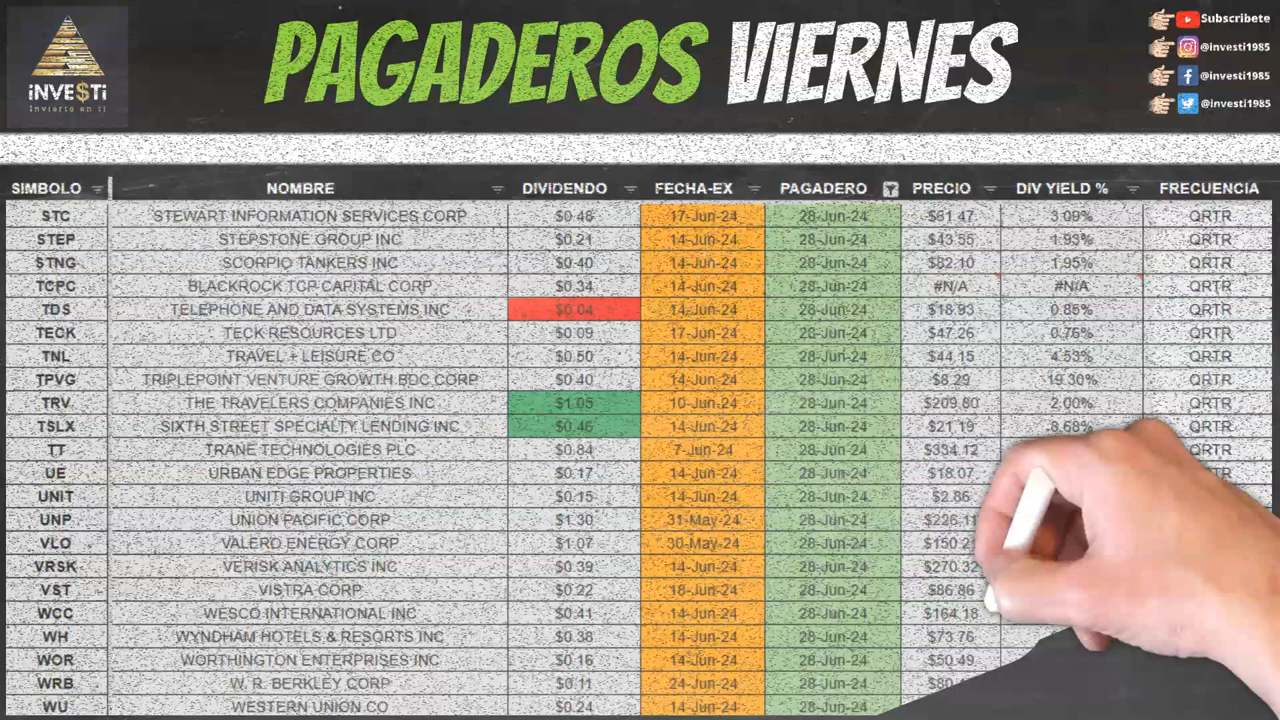 PAGADEROS VIERNES
iNVE$Ti
Invierto en ti
Subscribete
@investi1985
@investi1985
@investi1985
SIMBOLO NOMBRE DIVIDENDO FECHA-EX PAGADERO PRECIO DIV YIELD % FRECUENCIA
STC STEWART INFORMATION SERVICES CORP $0.48 17-Jun-24 28-Jun-24 $61.47 3.09% QRTR
STEP STEPSTONE GROUP INC $0.21 14-Jun-24 28-Jun-24 $43.55 1.93% QRTR
STNG SCORPIO TANKERS INC $0.40 14-Jun-24 28-Jun-24 $82.10 1.95% QRTR
TCPC BLACKROCK TCP CAPITAL CORP $0.34 14-Jun-24 28-Jun-24 #N/A #N/A QRTR
TDS TELEPHONE AND DATA SYSTEMS INC $0.04 14-Jun-24 28-Jun-24 $18.93 0.85% QRTR
TECK TECK RESOURCES LTD $0.09 17-Jun-24 28-Jun-24 $47.26 0.76% QRTR
TNL TRAVEL + LEISURE CO $0.50 14-Jun-24 28-Jun-24 $44.15 4.53% QRTR
TPVG TRIPLEPOINT VENTURE GROWTH BDC CORP $0.40 14-Jun-24 28-Jun-24 $8.29 19.30% QRTR
TRV THE TRAVELERS COMPANIES INC $1.05 10-Jun-24 28-Jun-24 $209.80 2.00% QRTR
TSLX SIXTH STREET SPECIALTY LENDING INC $0.46 14-Jun-24 28-Jun-24 $21.19 8.68% QRTR
TT TRANE TECHNOLOGIES PLC $0.84 7-Jun-24 28-Jun-24 $334.12 QRTR
UE URBAN EDGE PROPERTIES $0.17 14-Jun-24 28-Jun-24 $18.07 QRTR
UNIT UNITI GROUP INC $0.15 14-Jun-24 28-Jun-24 $2.86 QRTR
UNP UNION PACIFIC CORP $1.30 31-May-24 28-Jun-24
VLO VALERO ENERGY CORP $1.07 30-May-24 28-Jun-24
VRSK VERISK ANALYTICS INC $0.39 14-Jun-24 28-Jun-24 $270.32
VST VISTRA CORP $0.22 18-Jun-24 28-Jun-24 $86.86
WCC WESCO INTERNATIONAL INC $0.41 14-Jun-24 28-Jun-24 $164.18
WH WYNDHAM HOTELS & RESORTS INC $0.38 14-Jun-24 28-Jun-24 $73.76
WOR WORTHINGTON ENTERPRISES INC $0.16 14-Jun-24 28-Jun-24 $50.49
WRB W. R. BERKLEY CORP $0.11 24-Jun-24 28-Jun-24
WU WESTERN UNION CO $0.24 14-Jun-24 28-Jun-24